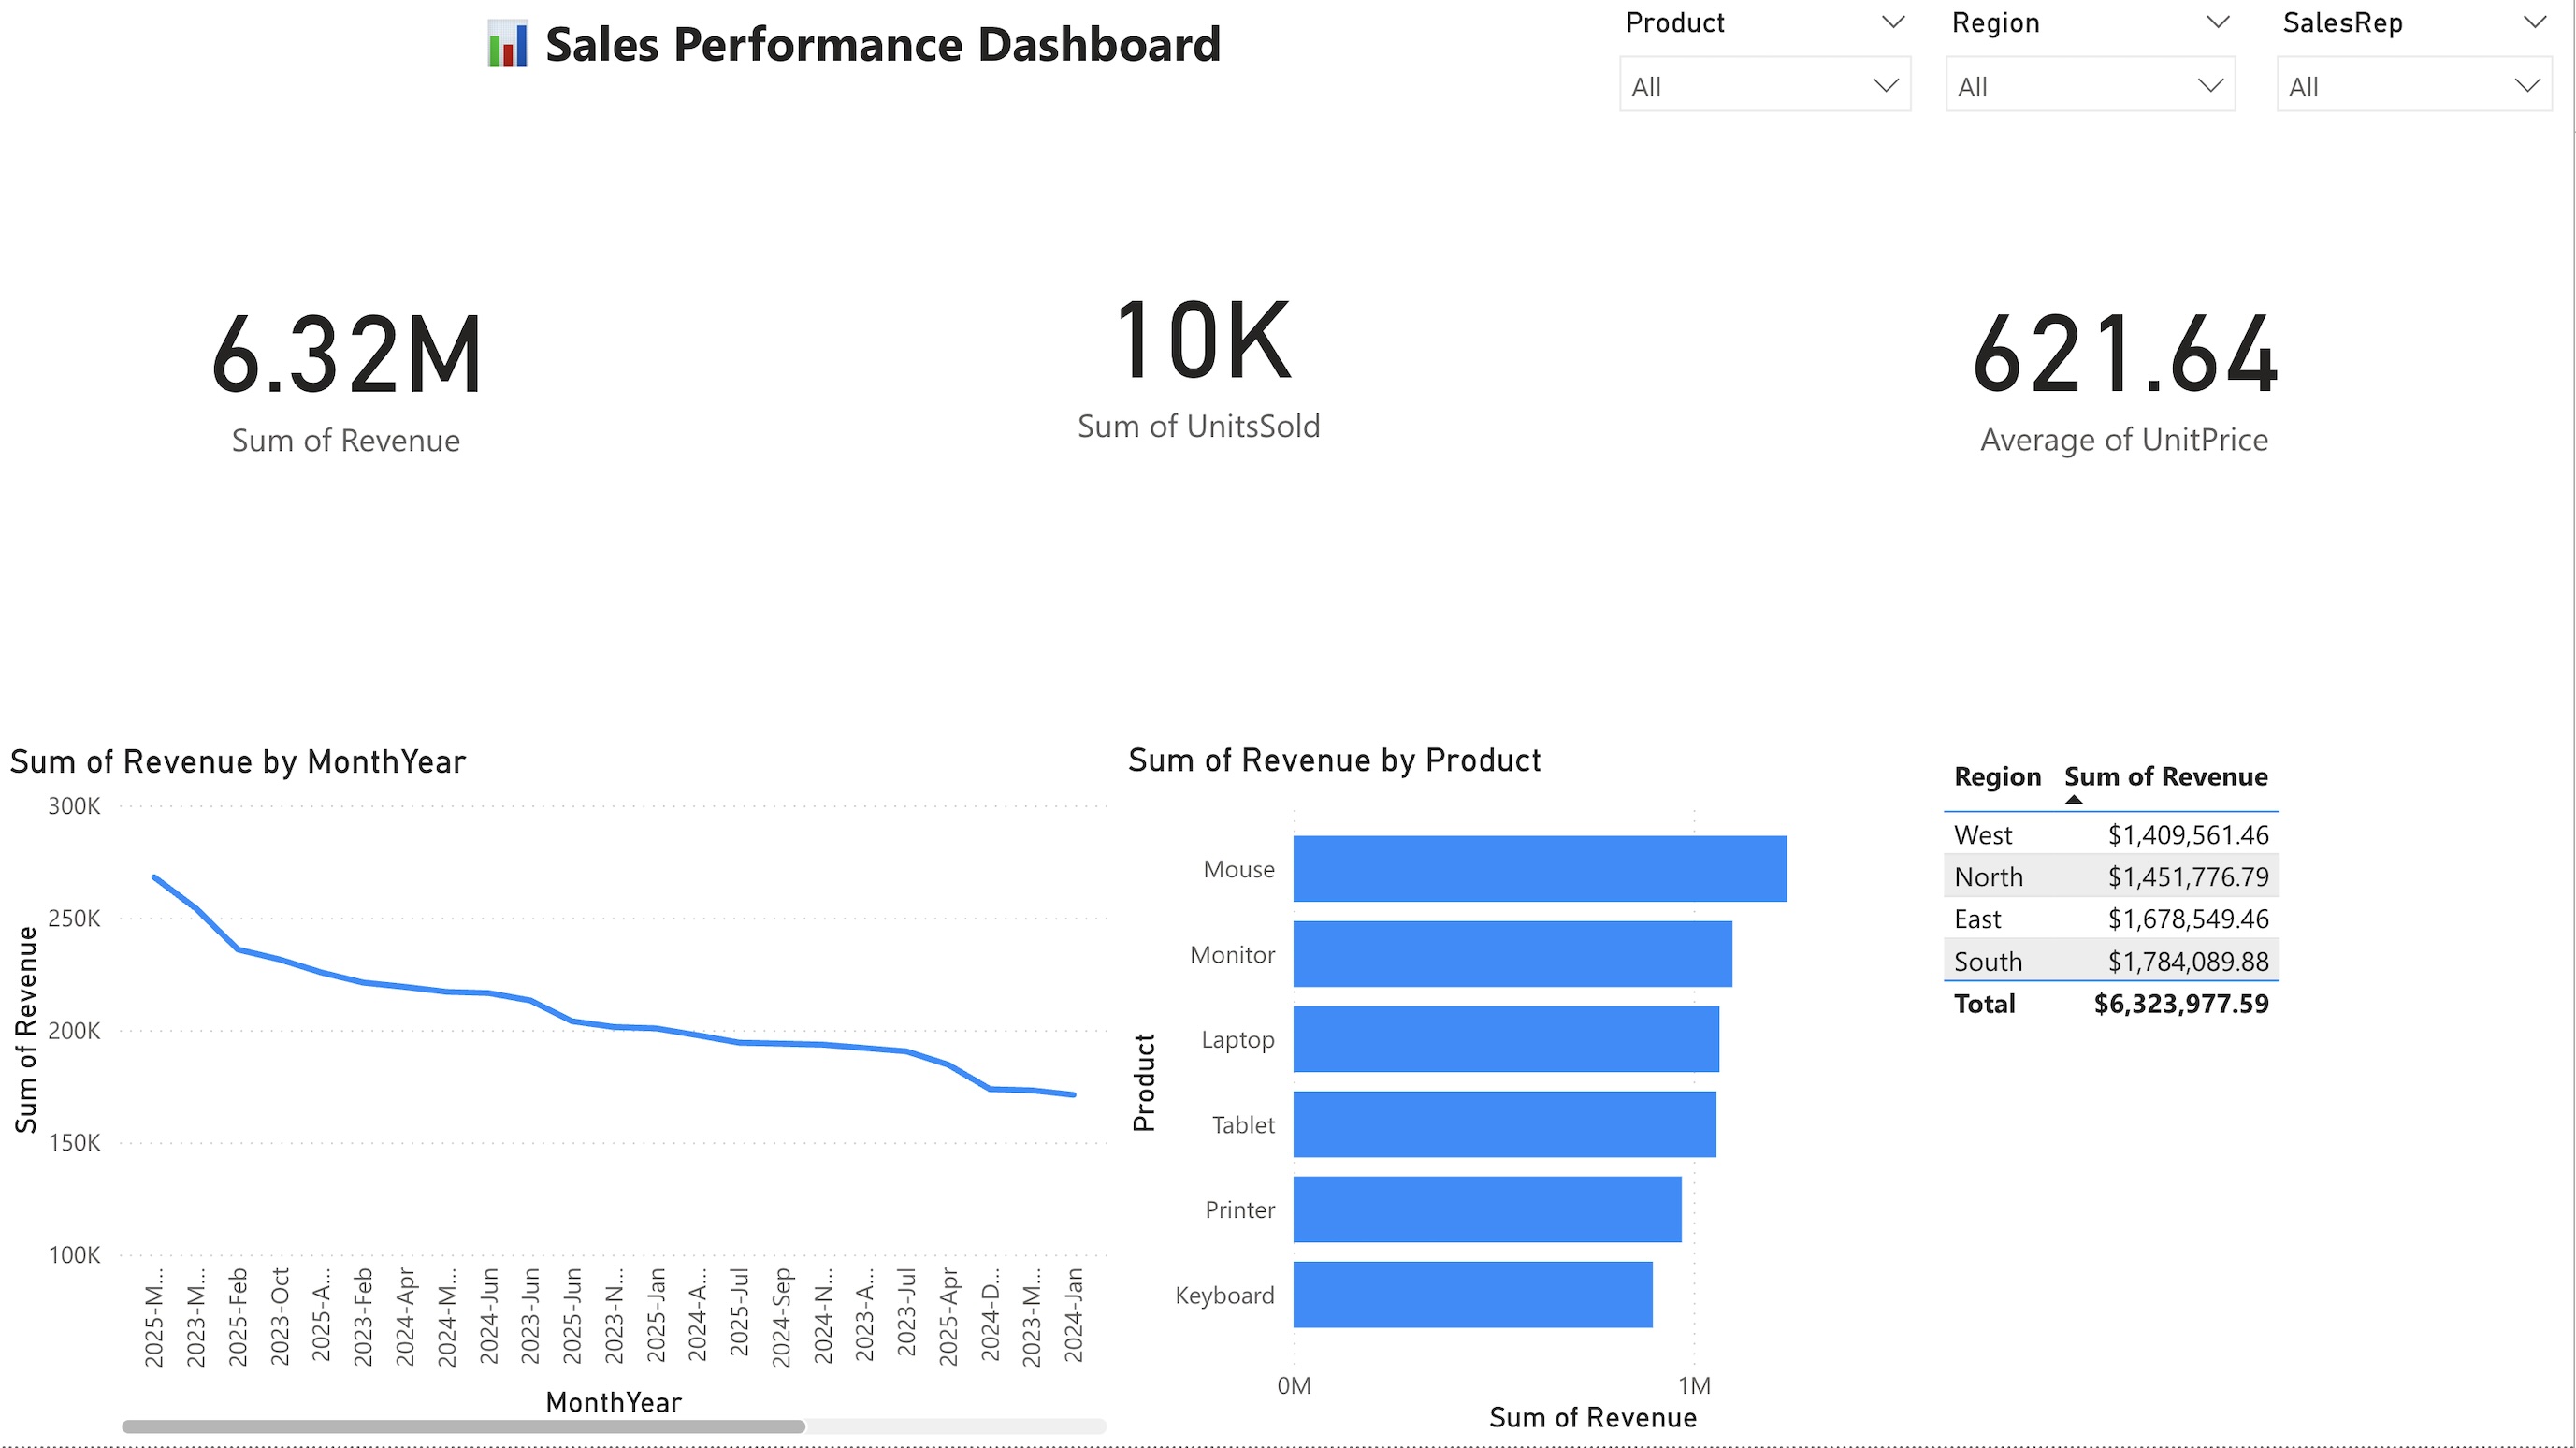 Sales Performance Dashboard
Product
Region
SalesRep
All
All
All
6.32M
Sum of Revenue
10K
Sum of UnitsSold
621.64
Average of UnitPrice
Sum of Revenue by MonthYear
Sum of Revenue
300K
250K
200K
150K
100K
2025-M...
2023-M...
2025-Feb
2023-Oct
2025-A...
2023-Feb
2024-Apr
2024-M...
2024-Jun
2023-Jun
2025-Jun
2023-N...
2025-Jan
2024-A...
2025-Jul
2024-Sep
2024-N...
2023-A...
2023-Jul
2025-Apr
2024-D...
2023-M...
2024-Jan
MonthYear
Sum of Revenue by Product
Product
Mouse
Monitor
Laptop
Tablet
Printer
Keyboard
0M
1M
Sum of Revenue
Region Sum of Revenue
West $1,409,561.46
North $1,451,776.79
East $1,678,549.46
South $1,784,089.88
Total $6,323,977.59